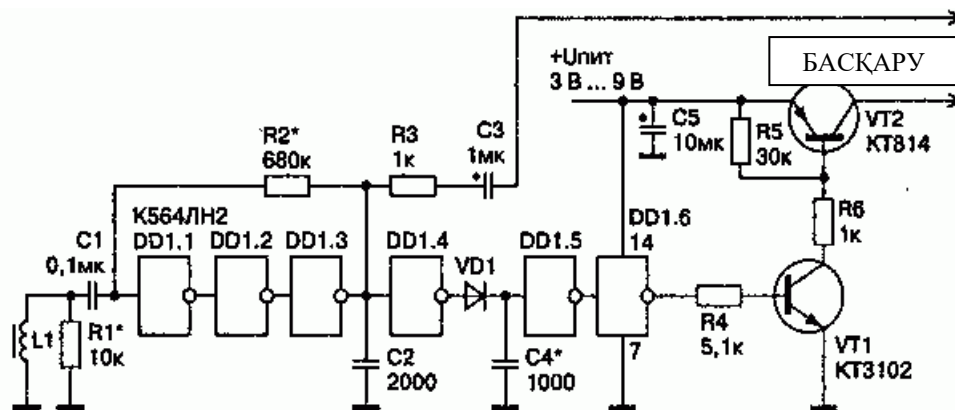 БАСҚАРУ
+Uпит
3 В ... 9 В
VT2
КТ814
R2*
680к
R3
1к
C3
1мк
+
+
C5
10мк
R5
30к
К564ЛН2
DD1.1
DD1.2
DD1.3
DD1.4
VD1
DD1.5
DD1.6
14
7
R6
1к
C1
0,1мк
L1
R1*
10к
C2
2000
C4*
1000
R4
5,1к
VT1
КТ3102